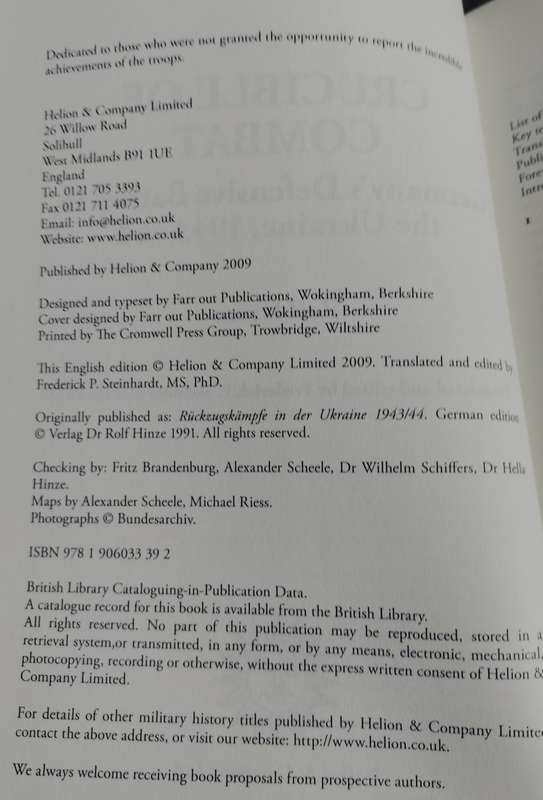 Dedicated to those who were not granted the opportunity to report the incredible
achievements of the troops.
Helion & Company Limited
26 Willow Road
Solihull
West Midlands B91 1UE
England
Tel. 0121 705 3393
Fax 0121 711 4075
Email: info@helion.co.uk
Website: www.helion.co.uk
Published by Helion & Company 2009
Designed and typeset by Farr out Publications, Wokingham, Berkshire
Cover designed by Farr out Publications, Wokingham, Berkshire
Printed by The Cromwell Press Group, Trowbridge, Wiltshire
This English edition © Helion & Company Limited 2009. Translated and edited by
Frederick P. Steinhardt, MS, PhD.
Originally published as: Rückzugskämpfe in der Ukraine 1943/44. German edition
© Verlag Dr Rolf Hinze 1991. All rights reserved.
Checking by: Fritz Brandenburg, Alexander Scheele, Dr Wilhelm Schiffers, Dr Hella
Hinze.
Maps by Alexander Scheele, Michael Riess.
Photographs © Bundesarchiv.
ISBN 978 1 906033 39 2
British Library Cataloguing-in-Publication Data.
A catalogue record for this book is available from the British Library.
All rights reserved. No part of this publication may be reproduced, stored in a
retrieval system,or transmitted, in any form, or by any means, electronic, mechanical,
photocopying, recording or otherwise, without the express written consent of Helion &
Company Limited.
For details of other military history titles published by Helion & Company Limited
contact the above address, or visit our website: http://www.helion.co.uk.
We always welcome receiving book proposals from prospective authors.
List of
Key to
Trans
Publi
Fore
Intr
1